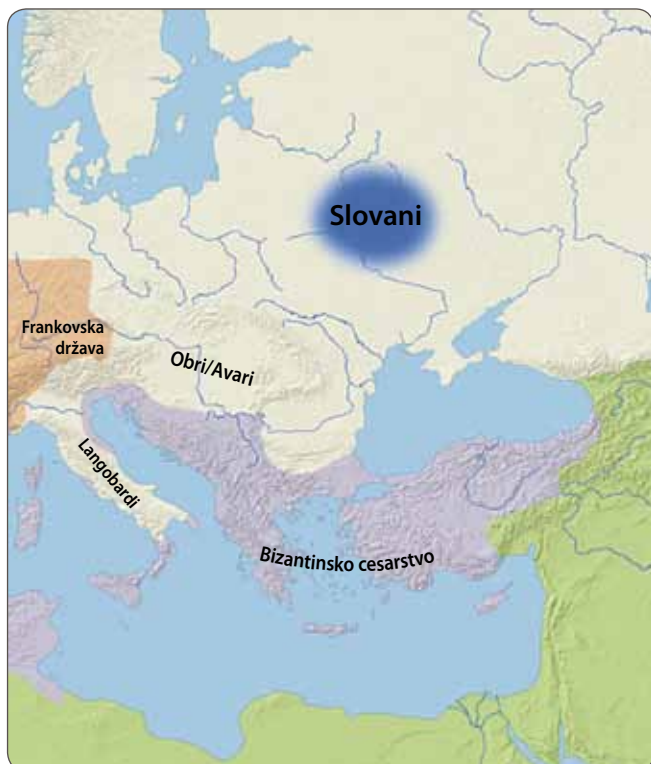 Slovani
Frankovska
država
Obri/Avari
Langobardi
Bizantinsko cesarstvo